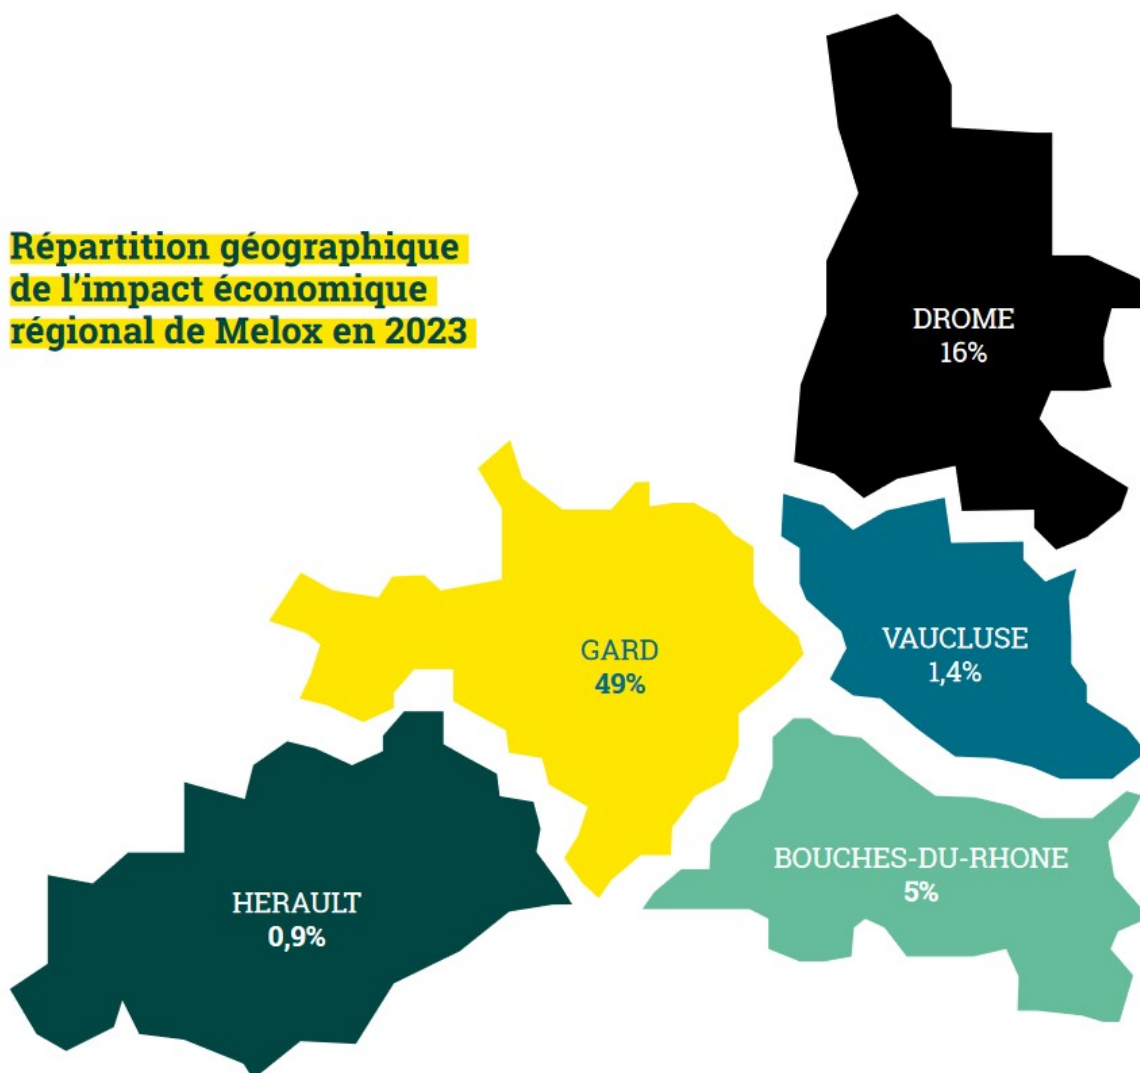 Répartition géographique
de l'impact économique
régional de Melox en 2023
DROME
16%
GARD
49%
VAUCLUSE
1,4%
BOUCHES-DU-RHONE
5%
HERAULT
0,9%